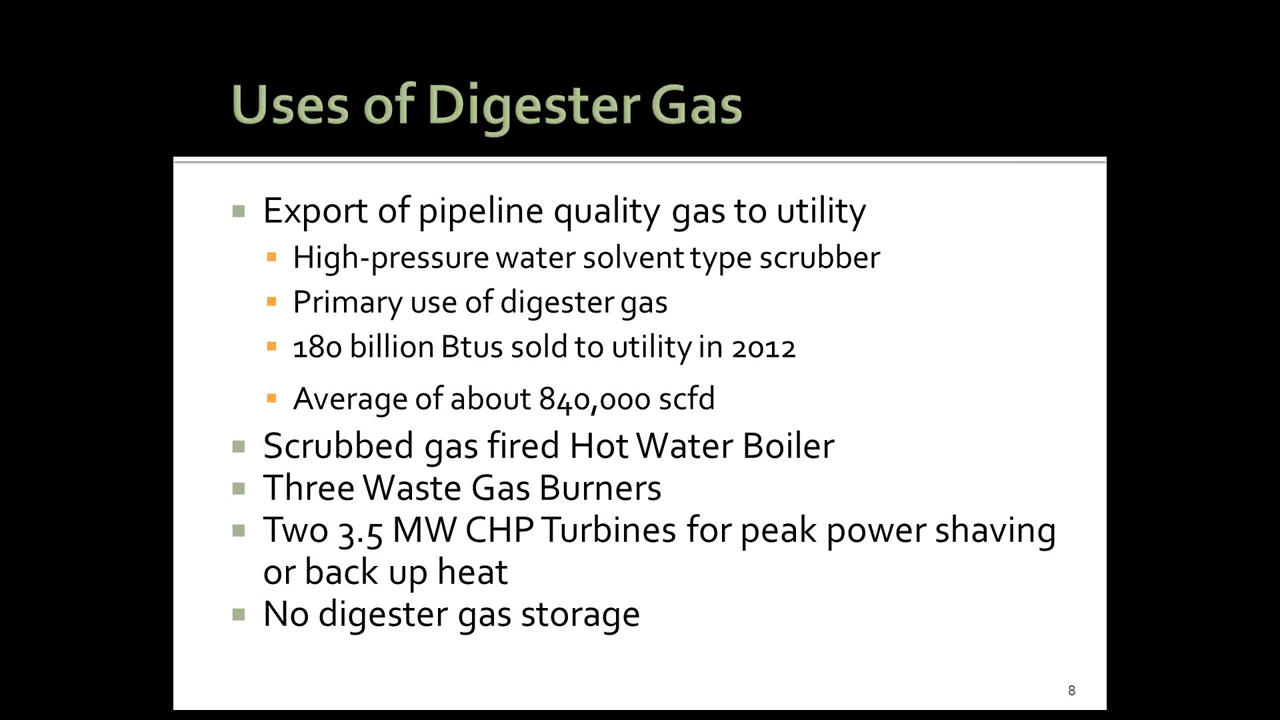 Uses of Digester Gas
Export of pipeline quality gas to utility
High-pressure water solvent type scrubber
Primary use of digester gas
180 billion Btus sold to utility in 2012
Average of about 840,000 scfd
Scrubbed gas fired Hot Water Boiler
Three Waste Gas Burners
Two 3.5 MW CHP Turbines for peak power shaving
or back up heat
No digester gas storage
8